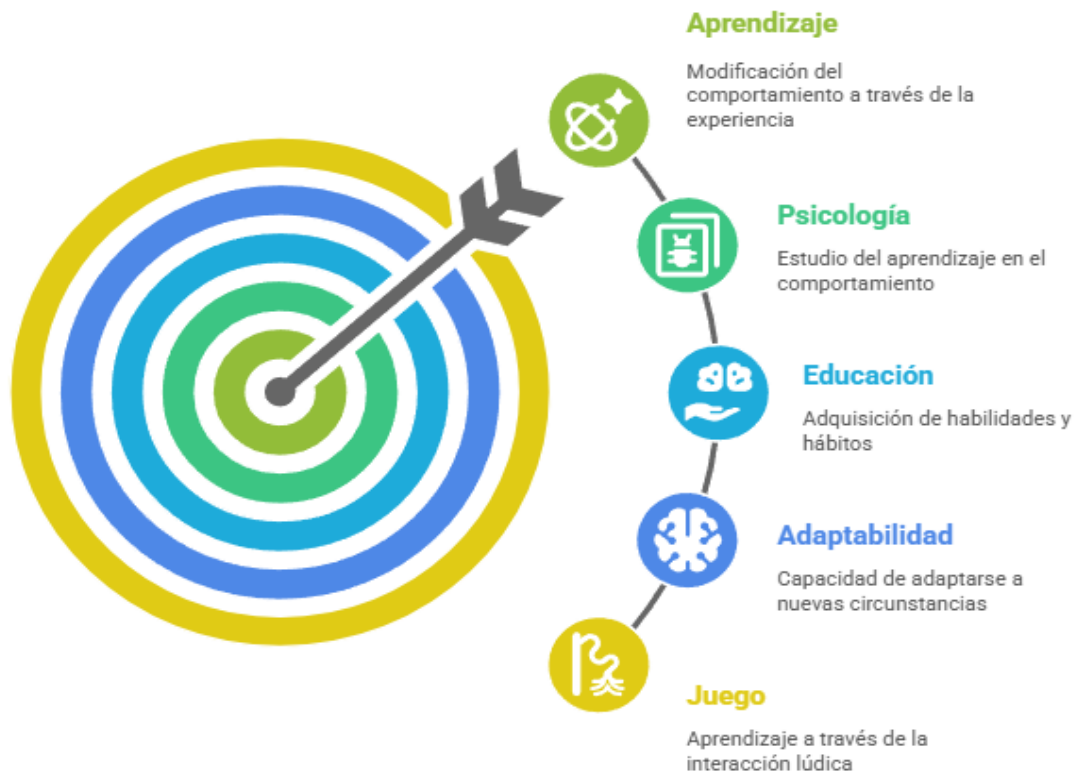 Aprendizaje
Modificación del
comportamiento a través de la
experiencia
Psicología
Estudio del aprendizaje en el
comportamiento
Educación
Adquisición de habilidades y
hábitos
Adaptabilidad
Capacidad de adaptarse a
nuevas circunstancias
Juego
Aprendizaje a través de la
interacción lúdica